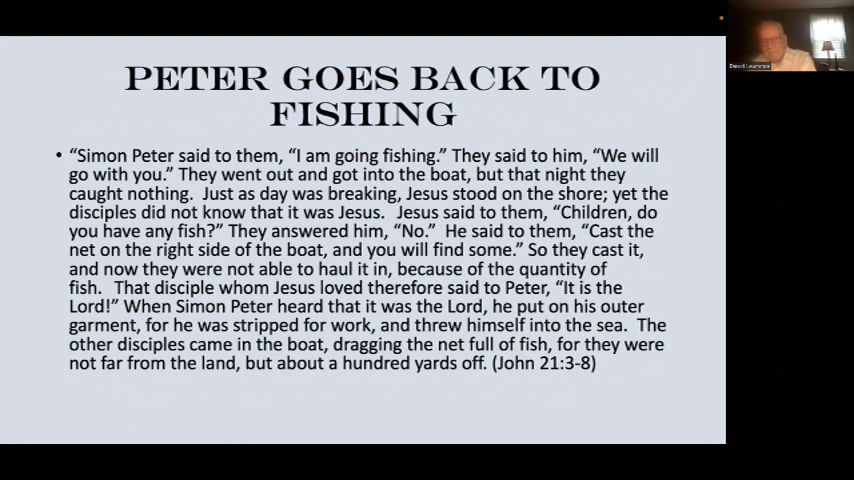 PETER GOES BACK TO
FISHING
• “Simon Peter said to them, “I am going fishing.” They said to him, “We will
go with you.” They went out and got into the boat, but that night they
caught nothing.  Just as day was breaking, Jesus stood on the shore; yet the
disciples did not know that it was Jesus.  Jesus said to them, “Children, do
you have any fish?” They answered him, “No.”  He said to them, “Cast the
net on the right side of the boat, and you will find some.” So they cast it,
and now they were not able to haul it in, because of the quantity of
fish.  That disciple whom Jesus loved therefore said to Peter, “It is the
Lord!” When Simon Peter heard that it was the Lord, he put on his outer
garment, for he was stripped for work, and threw himself into the sea.  The
other disciples came in the boat, dragging the net full of fish, for they were
not far from the land, but about a hundred yards off. (John 21:3-8)
Lawrence